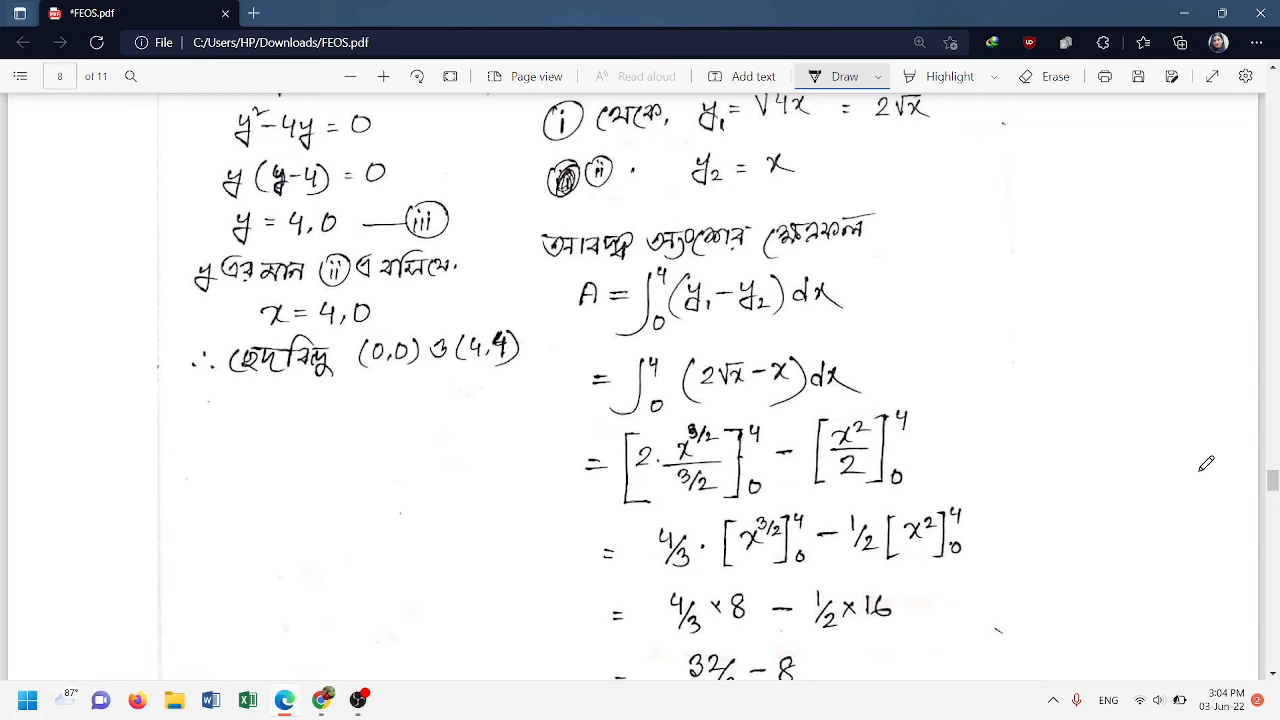 *FEOS.pdf
File C:/Users/HP/Downloads/FEOS.pdf
8 of 11
Page view
Read aloud
Add text
Draw
Highlight
Erase
y² - 4y = 0
y (y - 4) = 0
y = 4, 0 —— (iii)
y এর মান (ii) এ বসিয়ে.
x = 4, 0
∴ ছেদবিন্দু (0,0) ও (4,4)
(i) থেকে, y₁ = √4x = 2√x
(ii) . y₂ = x
আবদ্ধ অংশের ক্ষেত্রফল
A = ∫₀⁴ (y₁ - y₂) dx
= ∫₀⁴ (2√x - x) dx
= [2. x^3/2 / 3/2]₀⁴ - [x²/2]₀⁴
= 4/3 . [x^3/2]₀⁴ - 1/2 [x²]₀⁴
= 4/3 × 8 - 1/2 × 16
= 32/ - 8
87°
ENG
3:04 PM
03-Jun-22
2